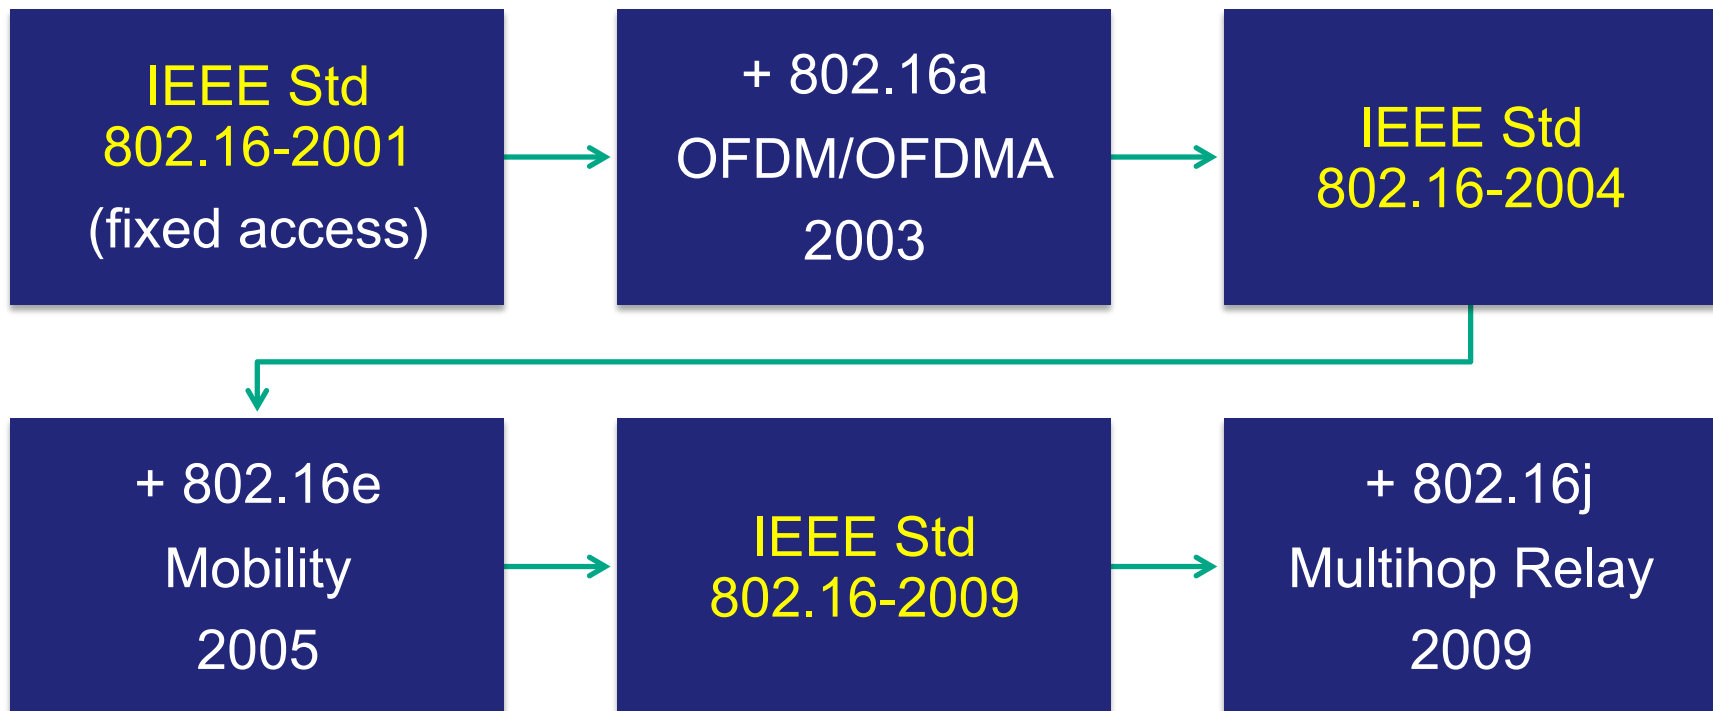 IEEE Std
802.16-2001
(fixed access)
+ 802.16a
OFDM/OFDMA
2003
IEEE Std
802.16-2004
+ 802.16e
Mobility
2005
IEEE Std
802.16-2009
+ 802.16j
Multihop Relay
2009